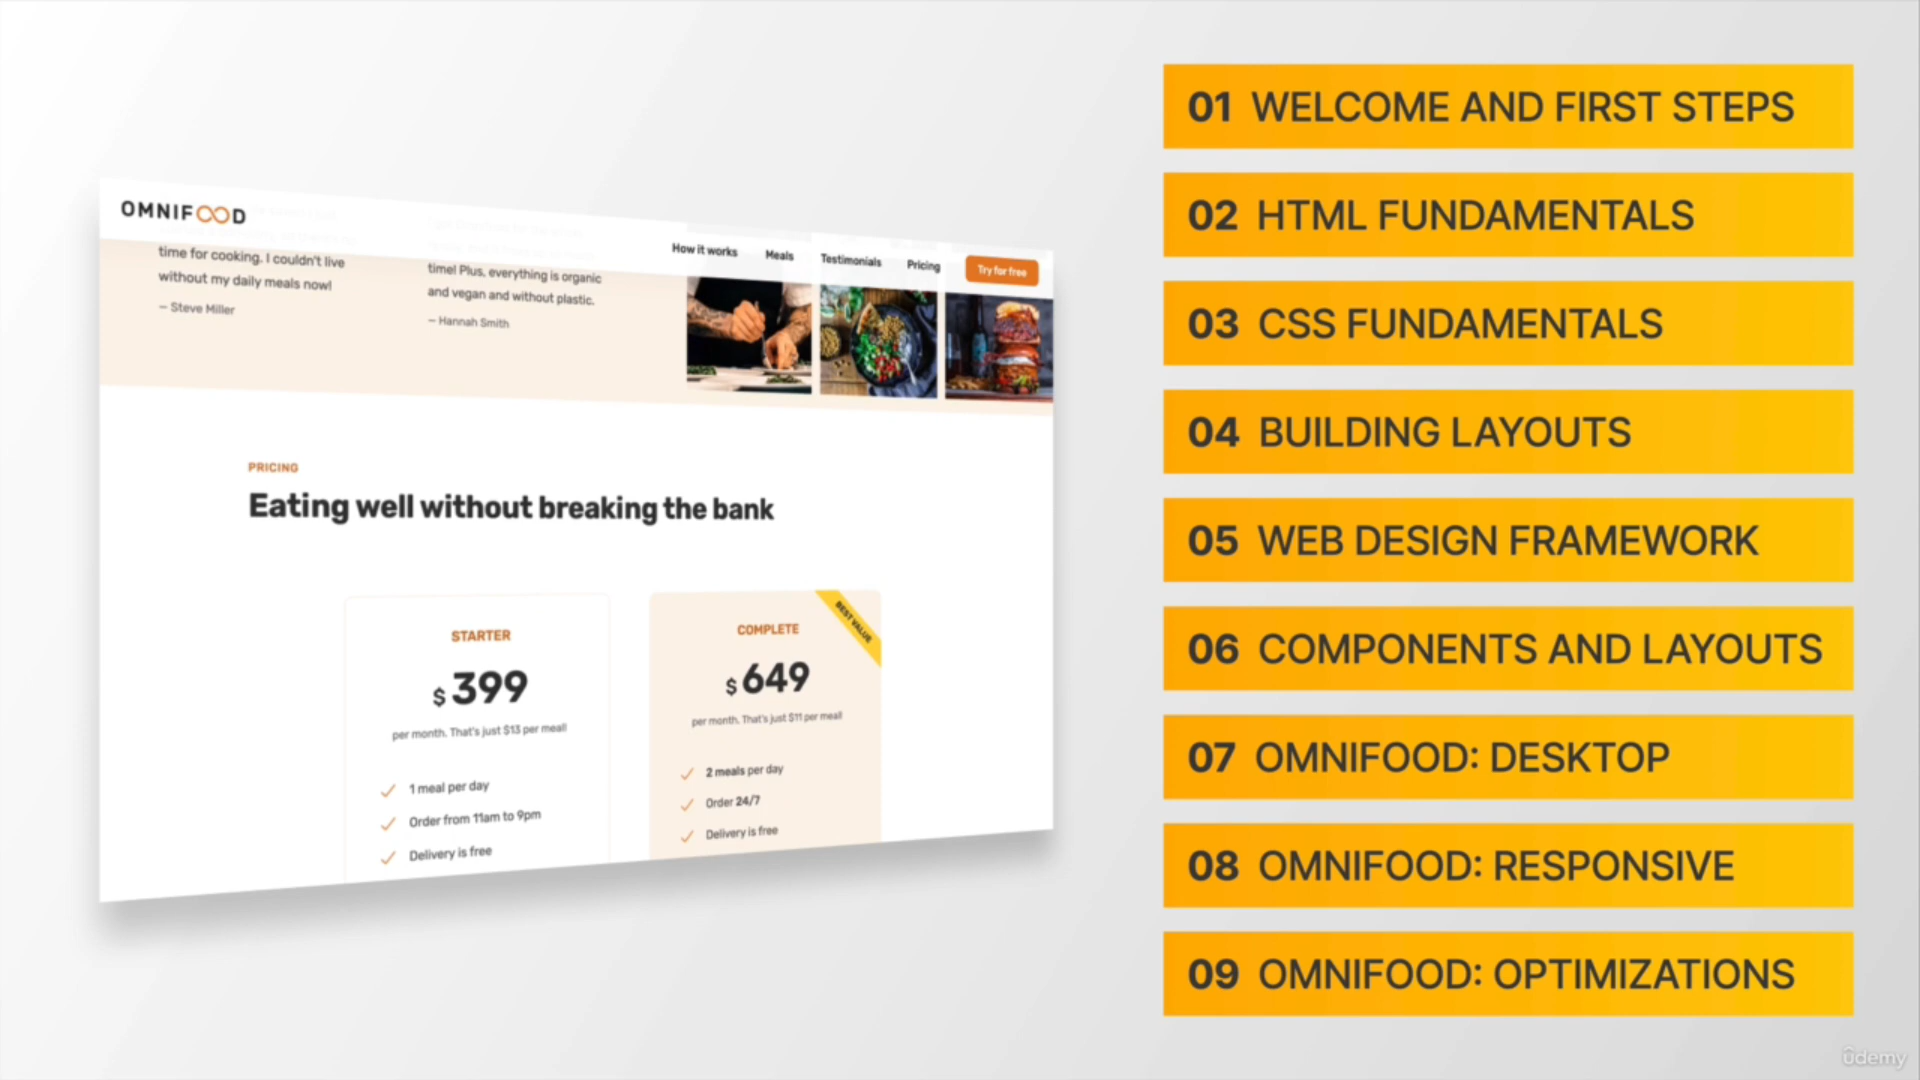 OMNIFOOD
How it works
Meals
Testimonials
Pricing
Try for free
time for cooking. I couldn't live
without my daily meals now!
— Steve Miller
time! Plus, everything is organic
and vegan and without plastic.
— Hannah Smith
PRICING
Eating well without breaking the bank
STARTER
$ 399
per month. That's just $13 per meal!
1 meal per day
Order from 11am to 9pm
Delivery is free
BEST VALUE
COMPLETE
$ 649
per month. That's just $11 per meal!
2 meals per day
Order 24/7
Delivery is free
01 WELCOME AND FIRST STEPS
02 HTML FUNDAMENTALS
03 CSS FUNDAMENTALS
04 BUILDING LAYOUTS
05 WEB DESIGN FRAMEWORK
06 COMPONENTS AND LAYOUTS
07 OMNIFOOD: DESKTOP
08 OMNIFOOD: RESPONSIVE
09 OMNIFOOD: OPTIMIZATIONS
ûdemy